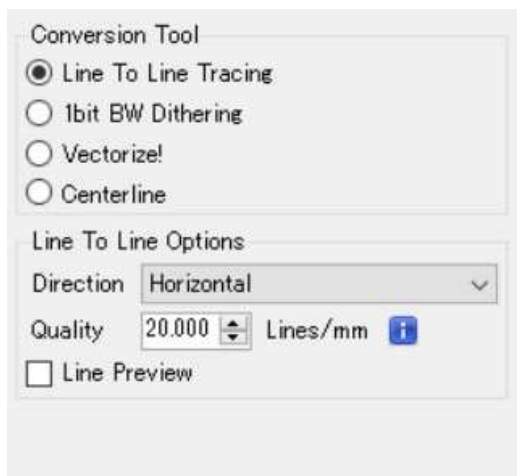 Conversion Tool
Line To Line Tracing
1bit BW Dithering
Vectorize!
Centerline
Line To Line Options
Direction Horizontal
Quality 20.000 Lines/mm i
Line Preview